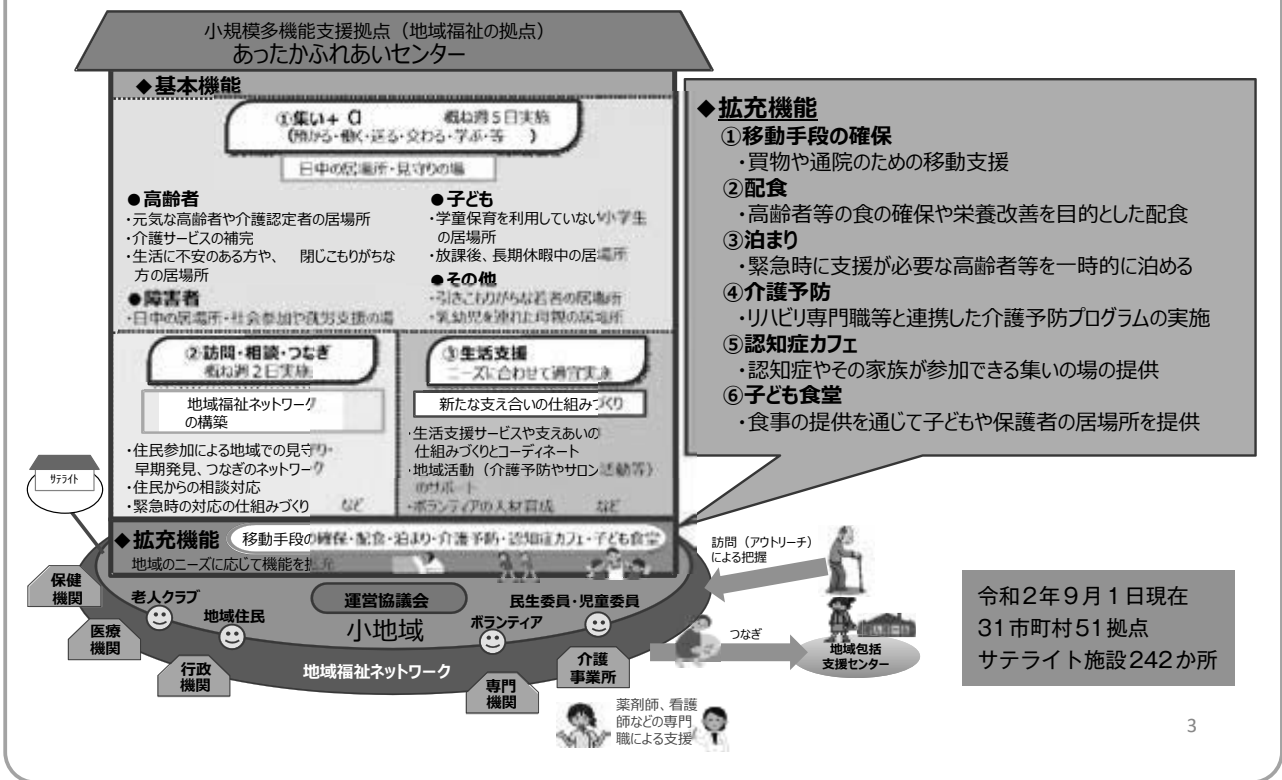 小規模多機能支援拠点（地域福祉の拠点）
あったかふれあいセンター
◆基本機能
①集い+α 概ね週5日実施
(預かる・働く・送る・交わる・学ぶ・等 )
日中の居場所・見守りの場
●高齢者
・元気な高齢者や介護認定者の居場所
・介護サービスの補完
・生活に不安のある方や、 閉じこもりがちな
方の居場所
●障害者
・日中の居場所・社会参加や就労支援の場
●子ども
・学童保育を利用していない小学生
の居場所
・放課後、長期休暇中の居場所
●その他
・引きこもりがちな若者の居場所
・乳幼児を連れた母親の居場所
②訪問・相談・つなぎ
概ね週2日実施
地域福祉ネットワーク
の構築
・住民参加による地域での見守り・
早期発見、つなぎのネットワーク
・住民からの相談対応
・緊急時の対応の仕組みづくり など
③生活支援
ニーズに合わせて適宜実施
新たな支え合いの仕組みづくり
・生活支援サービスや支えあいの
仕組みづくりとコーディネート
・地域活動（介護予防やサロン活動等）
のサポート
・ボランティアの人材育成 など
◆拡充機能 移動手段の確保・配食・泊まり・介護予防・認知症カフェ・子ども食堂
地域のニーズに応じて機能を拡充
◆拡充機能
①移動手段の確保
・買物や通院のための移動支援
②配食
・高齢者等の食の確保や栄養改善を目的とした配食
③泊まり
・緊急時に支援が必要な高齢者等を一時的に泊める
④介護予防
・リハビリ専門職等と連携した介護予防プログラムの実施
⑤認知症カフェ
・認知症やその家族が参加できる集いの場の提供
⑥子ども食堂
・食事の提供を通じて子どもや保護者の居場所を提供
サテライト
保健
機関
医療
機関
行政
機関
老人クラブ
地域住民
運営協議会
小地域
ボランティア
民生委員・児童委員
地域福祉ネットワーク
専門
機関
介護
事業所
訪問（アウトリーチ）
による把握
つなぎ
地域包括
支援センター
薬剤師、看護
師などの専門
職による支援
令和2年9月1日現在
31市町村51拠点
サテライト施設242か所
3